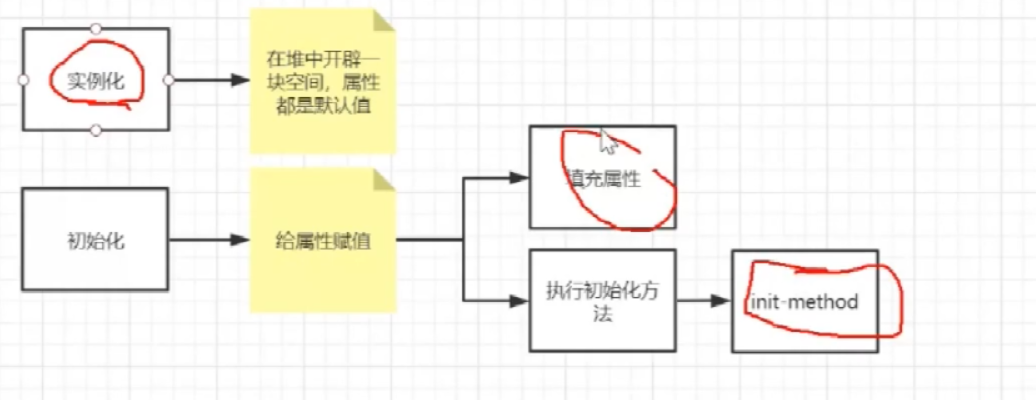 实例化
在堆中开辟一
块空间，属性
都是默认值
填充属性
初始化
给属性赋值
执行初始化方
法
init-method